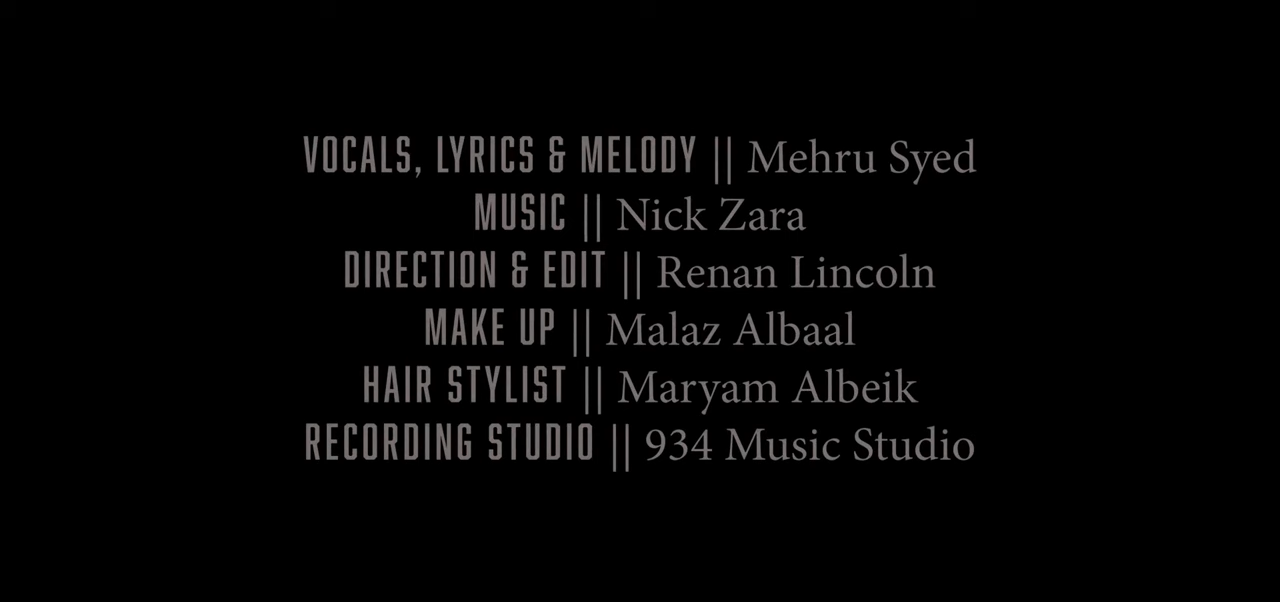 VOCALS, LYRICS & MELODY || Mehru Syed
MUSIC || Nick Zara
DIRECTION & EDIT || Renan Lincoln
MAKE UP || Malaz Albaal
HAIR STYLIST || Maryam Albeik
RECORDING STUDIO || 934 Music Studio